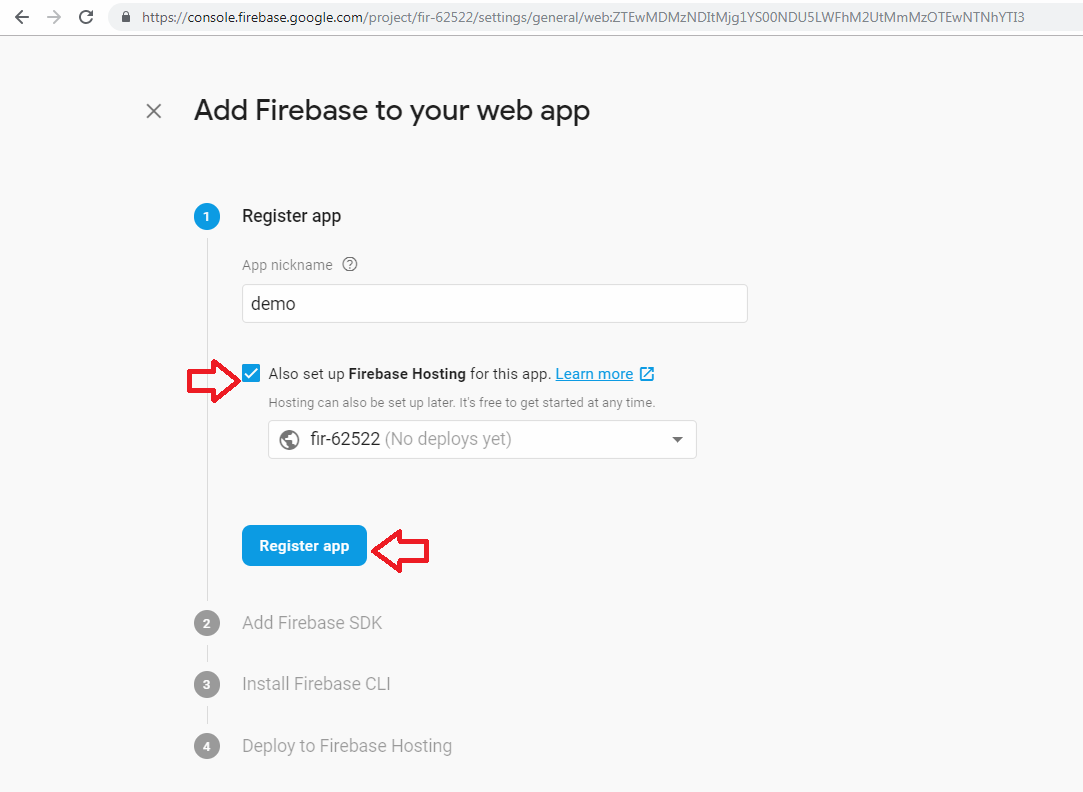 https://console.firebase.google.com/project/fir-62522/settings/general/web:ZTEwMDMzNDItMjg1YS00NDU5LWFhM2UtMmMzOTEwNTNhYTI3
Add Firebase to your web app
1 Register app
App nickname ?
demo
Also set up Firebase Hosting for this app. Learn more
Hosting can also be set up later. It's free to get started at any time.
fir-62522 (No deploys yet)
Register app
2 Add Firebase SDK
3 Install Firebase CLI
4 Deploy to Firebase Hosting